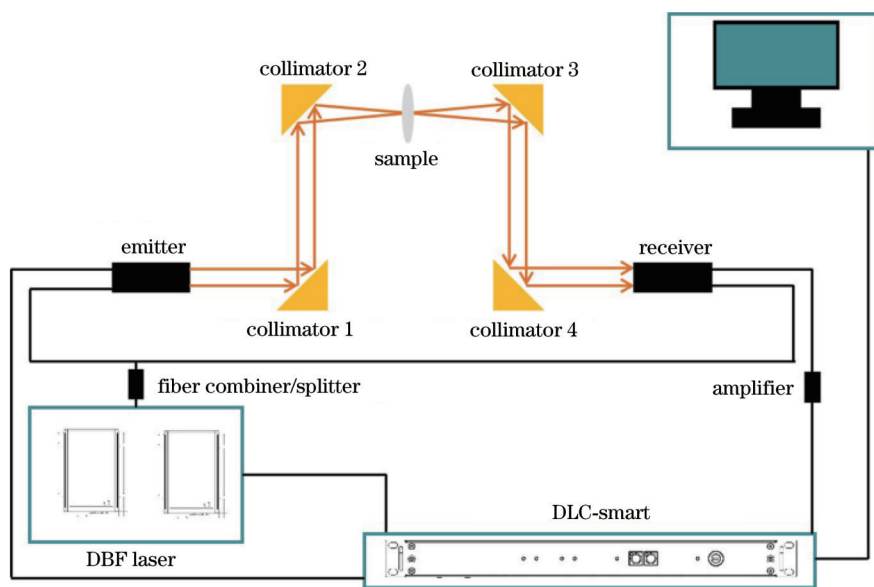 collimator 2
collimator 3
sample
emitter
receiver
collimator 1
collimator 4
fiber combiner/splitter
amplifier
DLC-smart
DBF laser